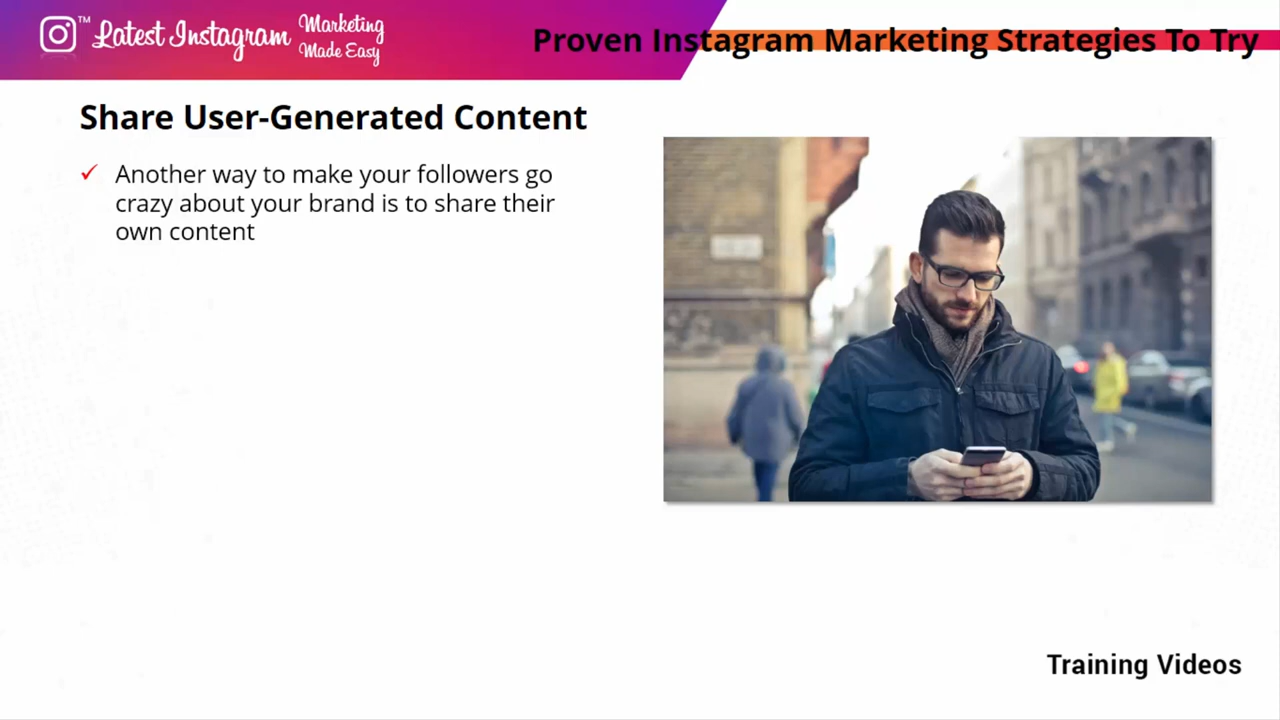 ™
Latest Instagram
Marketing
Made Easy
Proven Instagram Marketing Strategies To Try
Share User-Generated Content
Another way to make your followers go
crazy about your brand is to share their
own content
Training Videos